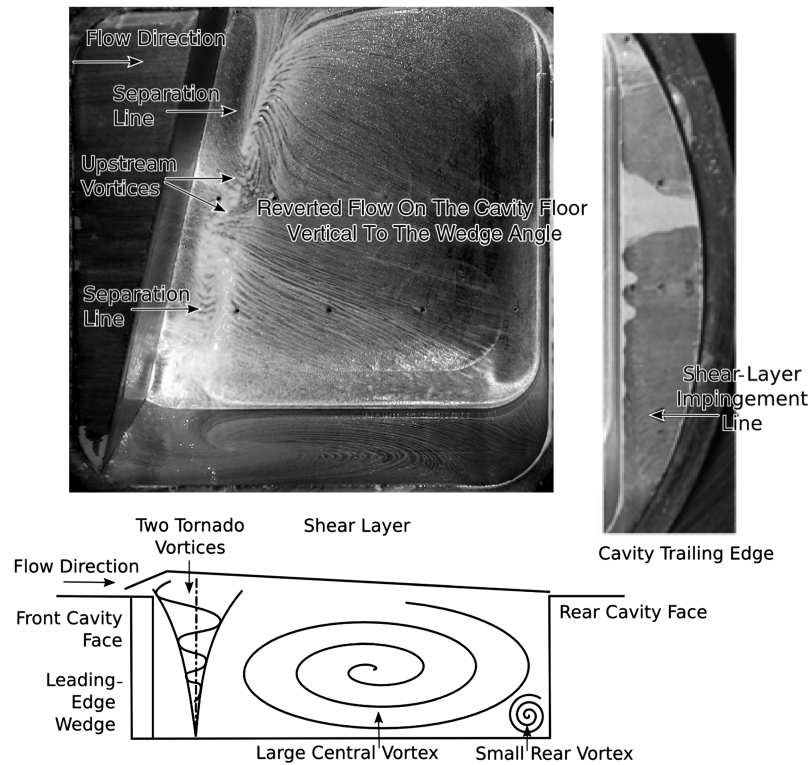 Flow Direction
Separation
Line
Upstream
Vortices
Reverted Flow On The Cavity Floor
Vertical To The Wedge Angle
Separation
Line
Shear-Layer
Impingement
Line
Cavity Trailing Edge
Two Tornado
Vortices
Shear Layer
Flow Direction
Front Cavity
Face
Rear Cavity Face
Leading-
Edge
Wedge
Large Central Vortex
Small Rear Vortex